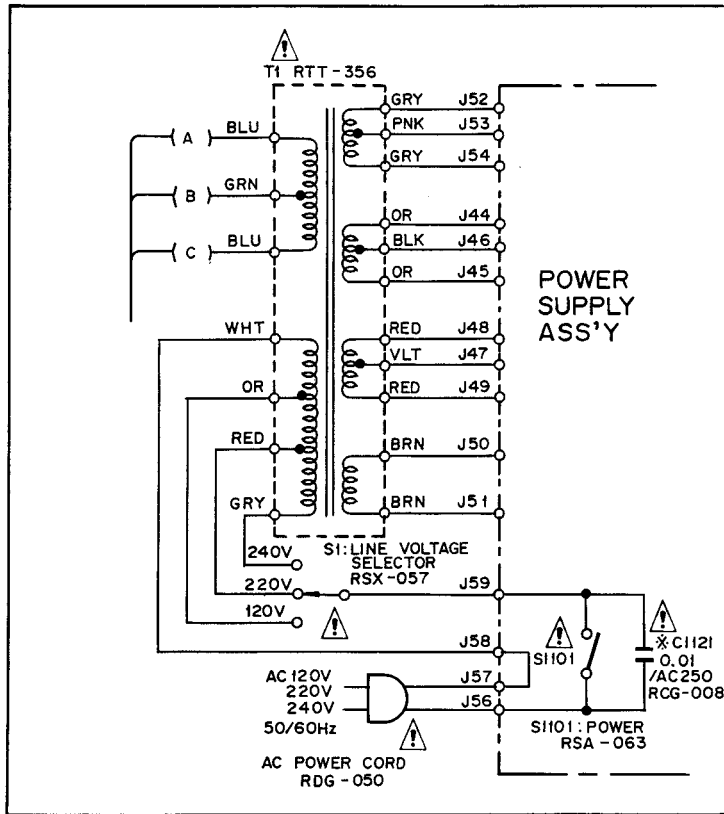 T1 RTT-356
GRY J52
PNK J53
GRY J54
(A) BLU
(B) GRN
(C) BLU
OR J44
BLK J46
OR J45
POWER
SUPPLY
ASS'Y
WHT
OR
RED
GRY
RED J48
VLT J47
RED J49
BRN J50
BRN J51
S1:LINE VOLTAGE
SELECTOR
RSX-057
240V
220V
120V
J59
J58
J57
J56
AC120V
220V
240V
50/60Hz
AC POWER CORD
RDG-050
S1101
※C1121
0.01
/AC250
RCG-008
S1101:POWER
RSA-063